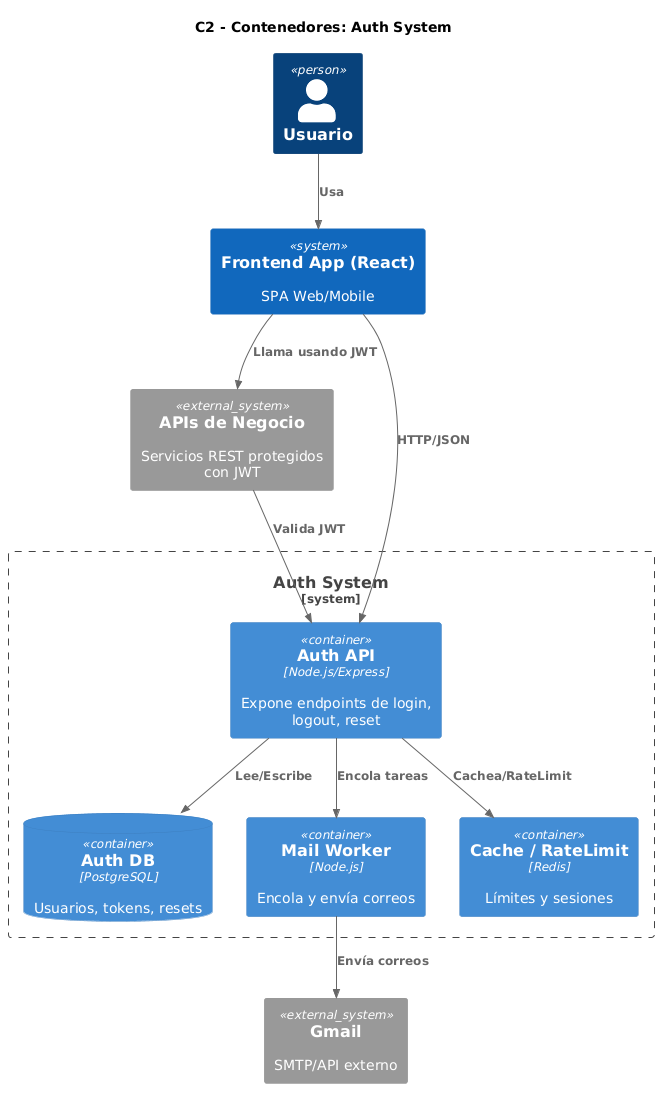 C2 - Contenedores: Auth System
«person»
Usuario
Usa
«system»
Frontend App (React)
SPA Web/Mobile
Llama usando JWT
«external_system»
APIs de Negocio
Servicios REST protegidos
con JWT
HTTP/JSON
Valida JWT
Auth System
[system]
«container»
Auth API
[Node.js/Express]
Expone endpoints de login,
logout, reset
Lee/Escribe
Encola tareas
Cachea/RateLimit
«container»
Auth DB
[PostgreSQL]
Usuarios, tokens, resets
«container»
Mail Worker
[Node.js]
Encola y envía correos
«container»
Cache / RateLimit
[Redis]
Límites y sesiones
Envía correos
«external_system»
Gmail
SMTP/API externo